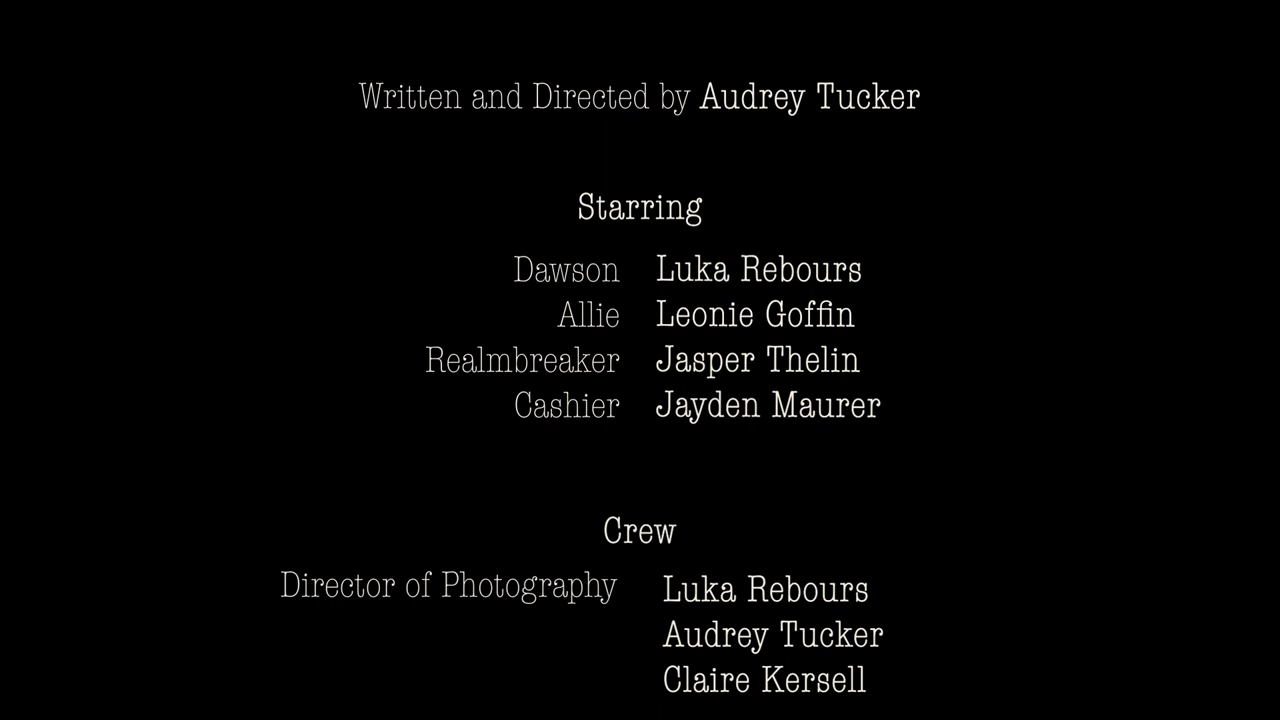 Written and Directed by Audrey Tucker
Starring
Dawson Luka Rebours
Allie Leonie Goffin
Realmbreaker Jasper Thelin
Cashier Jayden Maurer
Crew
Director of Photography Luka Rebours
Audrey Tucker
Claire Kersell